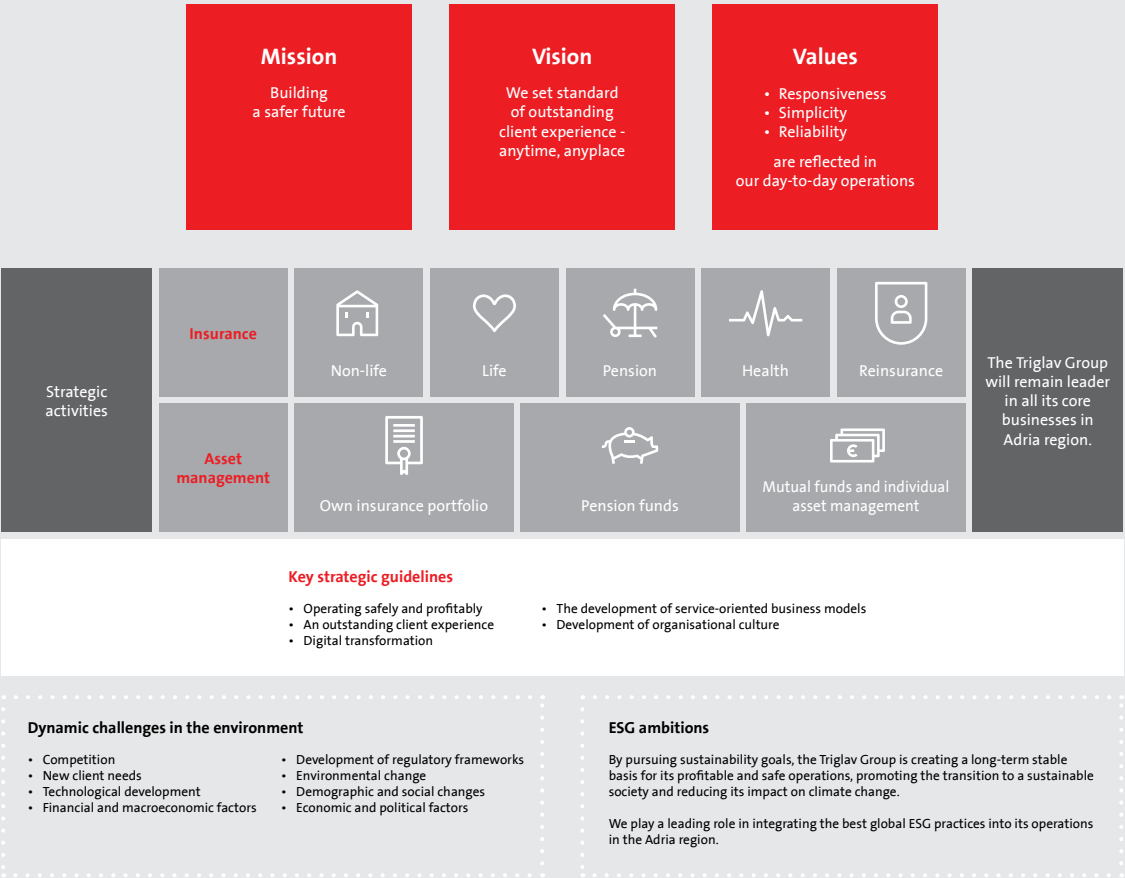 Mission
Building
a safer future
Vision
We set standard
of outstanding
client experience -
anytime, anyplace
Values
• Responsiveness
• Simplicity
• Reliability
are reflected in
our day-to-day operations
Strategic
activities
Insurance
Non-life
Life
Pension
Health
Reinsurance
Asset
management
Own insurance portfolio
Pension funds
€
Mutual funds and individual
asset management
The Triglav Group
will remain leader
in all its core
businesses in
Adria region.
Key strategic guidelines
• Operating safely and profitably
• An outstanding client experience
• Digital transformation
• The development of service-oriented business models
• Development of organisational culture
Dynamic challenges in the environment
• Competition
• New client needs
• Technological development
• Financial and macroeconomic factors
• Development of regulatory frameworks
• Environmental change
• Demographic and social changes
• Economic and political factors
ESG ambitions
By pursuing sustainability goals, the Triglav Group is creating a long-term stable
basis for its profitable and safe operations, promoting the transition to a sustainable
society and reducing its impact on climate change.
We play a leading role in integrating the best global ESG practices into its operations
in the Adria region.